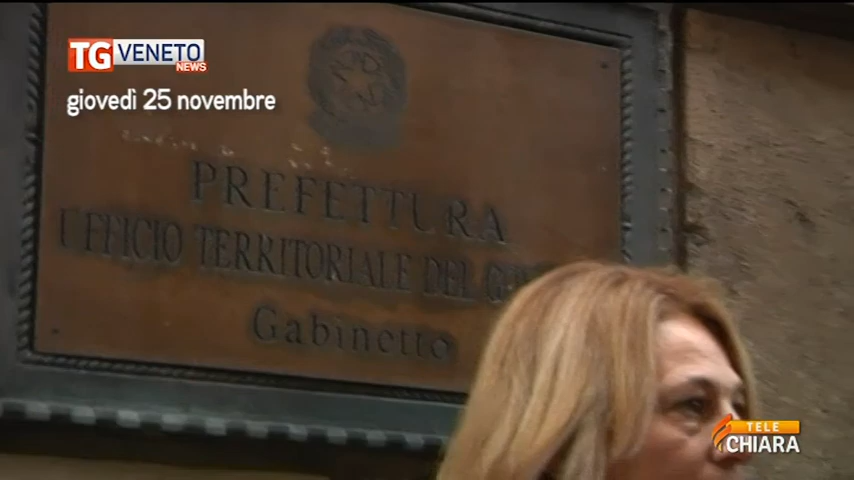 TG VENETO
NEWS
giovedì 25 novembre
PREFETTURA
UFFICIO TERRITORIALE DEL
Gabinetto
TELE
CHIARA